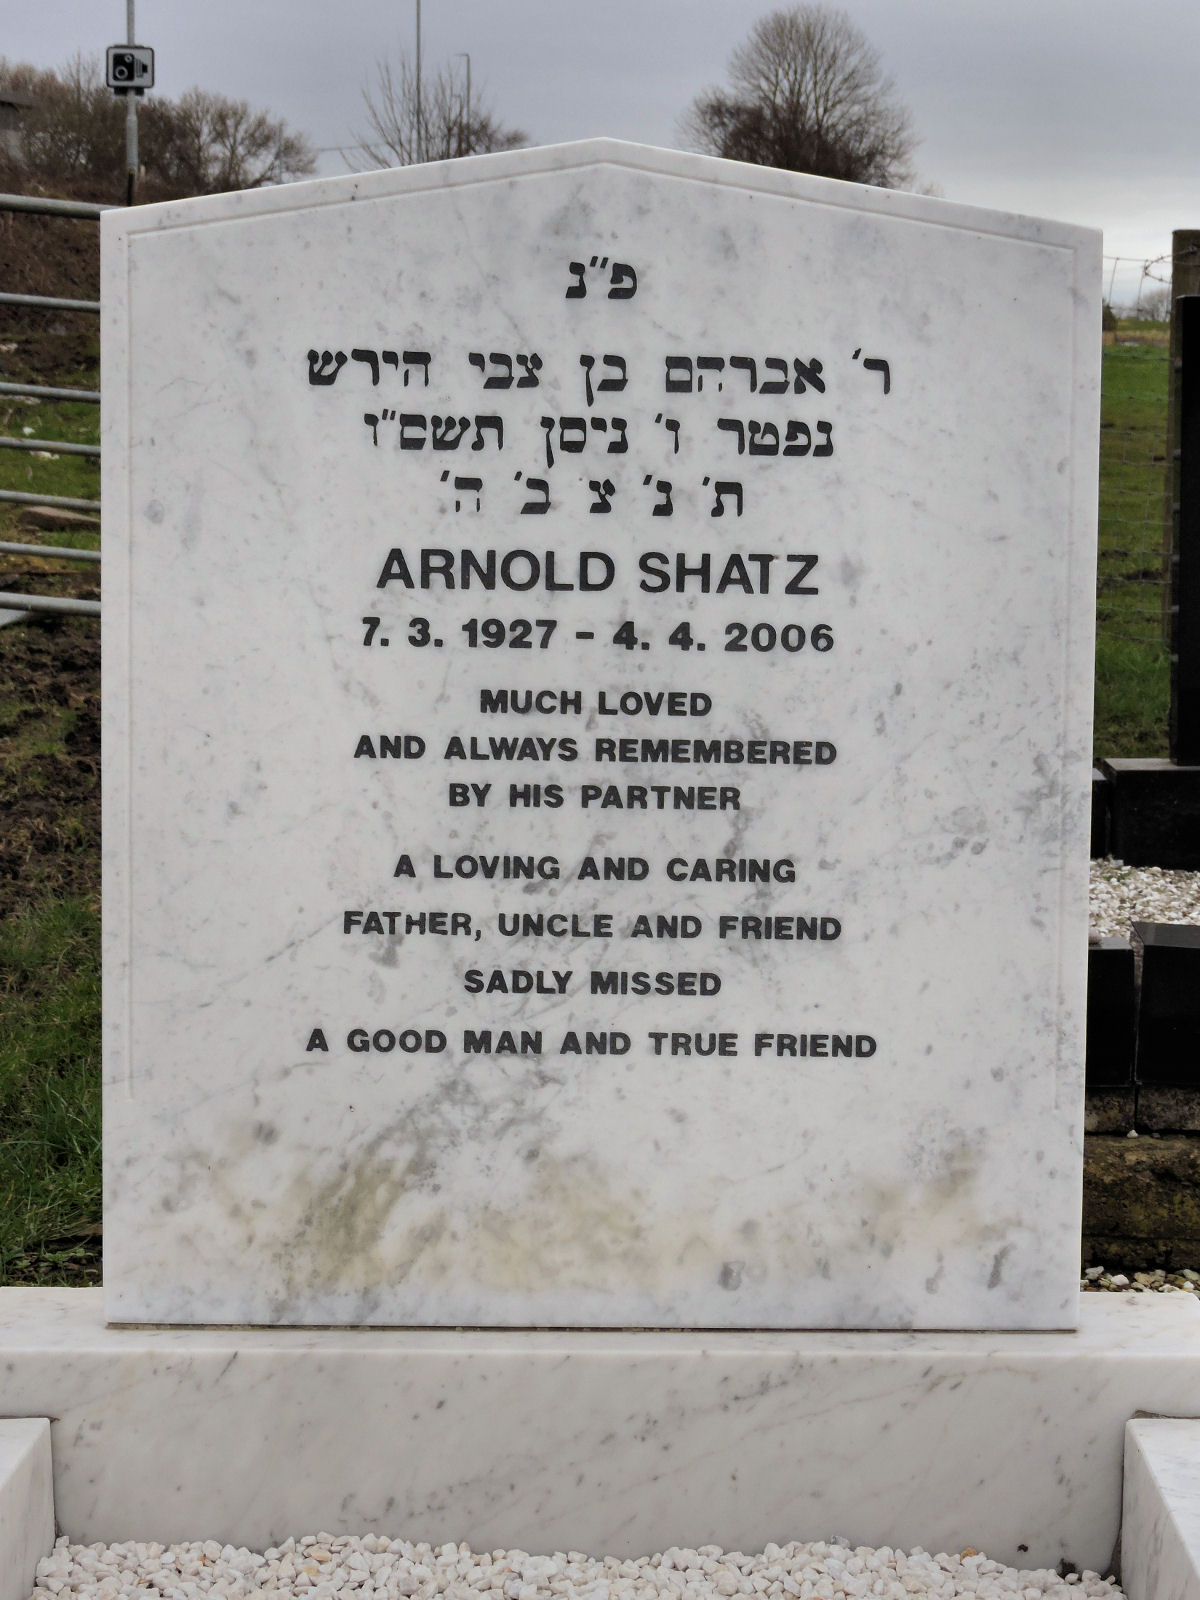 פ״נ
ר׳ אברהם בן צבי הירש
נפטר ו׳ ניסן תשס״ו
ת׳ נ׳ צ ב׳ ה׳
ARNOLD SHATZ
7. 3. 1927 - 4. 4. 2006
MUCH LOVED
AND ALWAYS REMEMBERED
BY HIS PARTNER
A LOVING AND CARING
FATHER, UNCLE AND FRIEND
SADLY MISSED
A GOOD MAN AND TRUE FRIEND